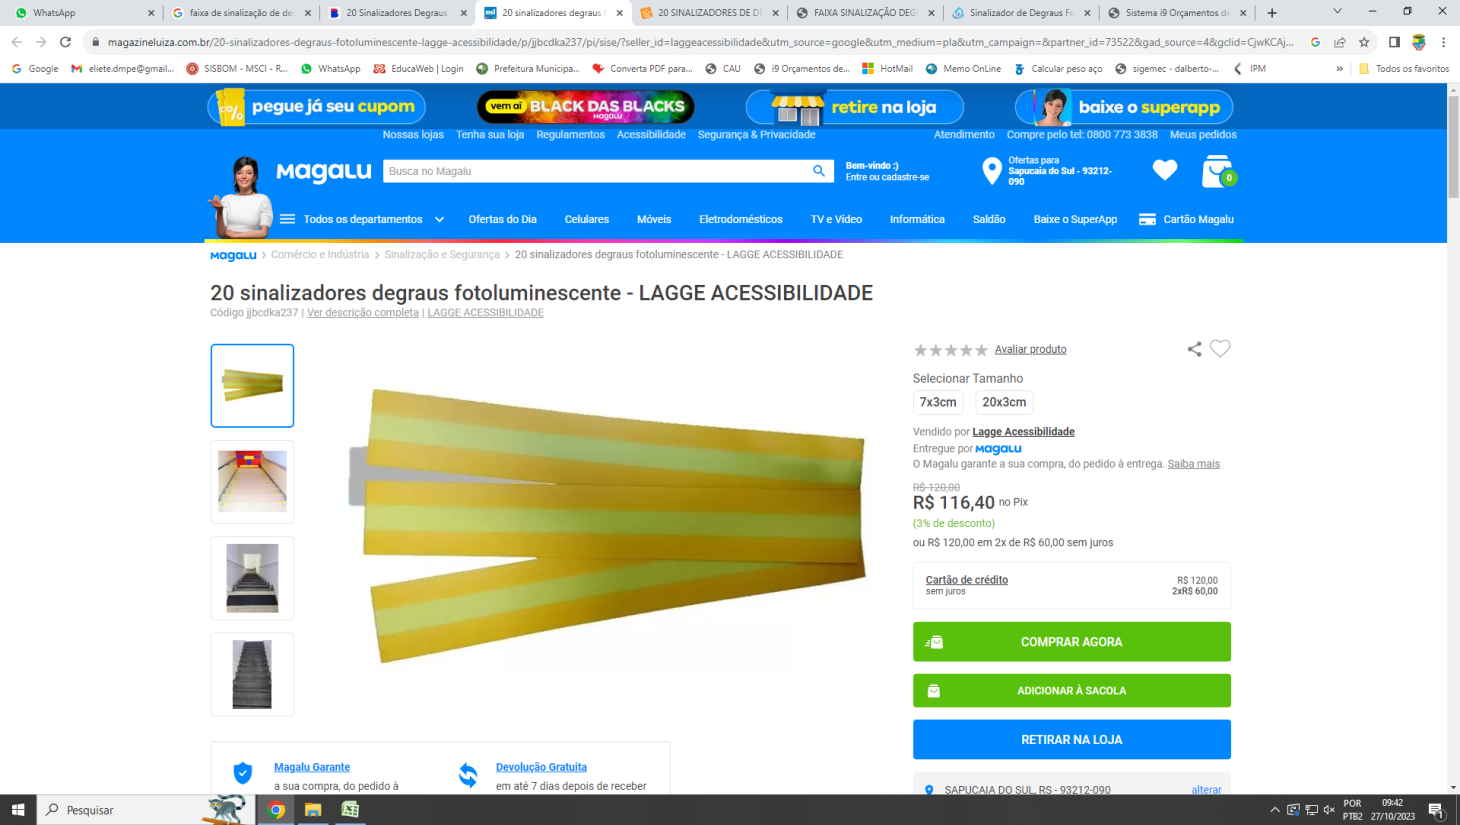 WhatsApp
faixa de sinalização de de
20 Sinalizadores Degraus
20 sinalizadores degraus f
20 SINALIZADORES DE DE
FAIXA SINALIZAÇÃO DEG
Sinalizador de Degraus Fo
Sistema i9 Orçamentos de
magazineluiza.com.br/20-sinalizadores-degraus-fotoluminescente-lagge-acessibilidade/p/jjbcdka237/pi/sise/?seller_id=laggeacessibilidade&utm_source=google&utm_medium=pla&utm_campaign=&partner_id=73522&gad_source=4&gclid=CjwKCAj...
Google
eliete.dmpe@gmail...
SISBOM - MSCI - R...
WhatsApp
EducaWeb | Login
Prefeitura Municipa...
Converta PDF para...
CAU
i9 Orçamentos de...
HotMail
Memo OnLine
Calcular peso aço
sigemec - dalberto-...
IPM
»
Todos os favoritos
% pegue já seu cupom
vem aí BLACK DAS BLACKS Magalu
retire na loja
baixe o superapp
Nossas lojas Tenha sua loja Regulamentos Acessibilidade Segurança & Privacidade
Atendimento Compre pelo tel: 0800 773 3838 Meus pedidos
MAGALU
Busca no Magalu
Bem-vindo :)
Entre ou cadastre-se
Ofertas para
Sapucaia do Sul - 93212-
090
0
Todos os departamentos
Ofertas do Dia
Celulares
Móveis
Eletrodomésticos
TV e Vídeo
Informática
Saldão
Baixe o SuperApp
Cartão Magalu
MAGALU > Comércio e Indústria > Sinalização e Segurança > 20 sinalizadores degraus fotoluminescente - LAGGE ACESSIBILIDADE
20 sinalizadores degraus fotoluminescente - LAGGE ACESSIBILIDADE
Código jjbcdka237 | Ver descrição completa | LAGGE ACESSIBILIDADE
Avaliar produto
Selecionar Tamanho
7x3cm 20x3cm
Vendido por Lagge Acessibilidade
Entregue por MAGALU
O Magalu garante a sua compra, do pedido à entrega. Saiba mais
R$ 120,00
R$ 116,40 no Pix
(3% de desconto)
ou R$ 120,00 em 2x de R$ 60,00 sem juros
Cartão de crédito R$ 120,00
sem juros 2xR$ 60,00
COMPRAR AGORA
ADICIONAR À SACOLA
RETIRAR NA LOJA
SAPUCAIA DO SUL, RS - 93212-090 alterar
Magalu Garante
a sua compra, do pedido à
Devolução Gratuita
em até 7 dias depois de receber
Pesquisar
POR
PTB2
09:42
27/10/2023
1